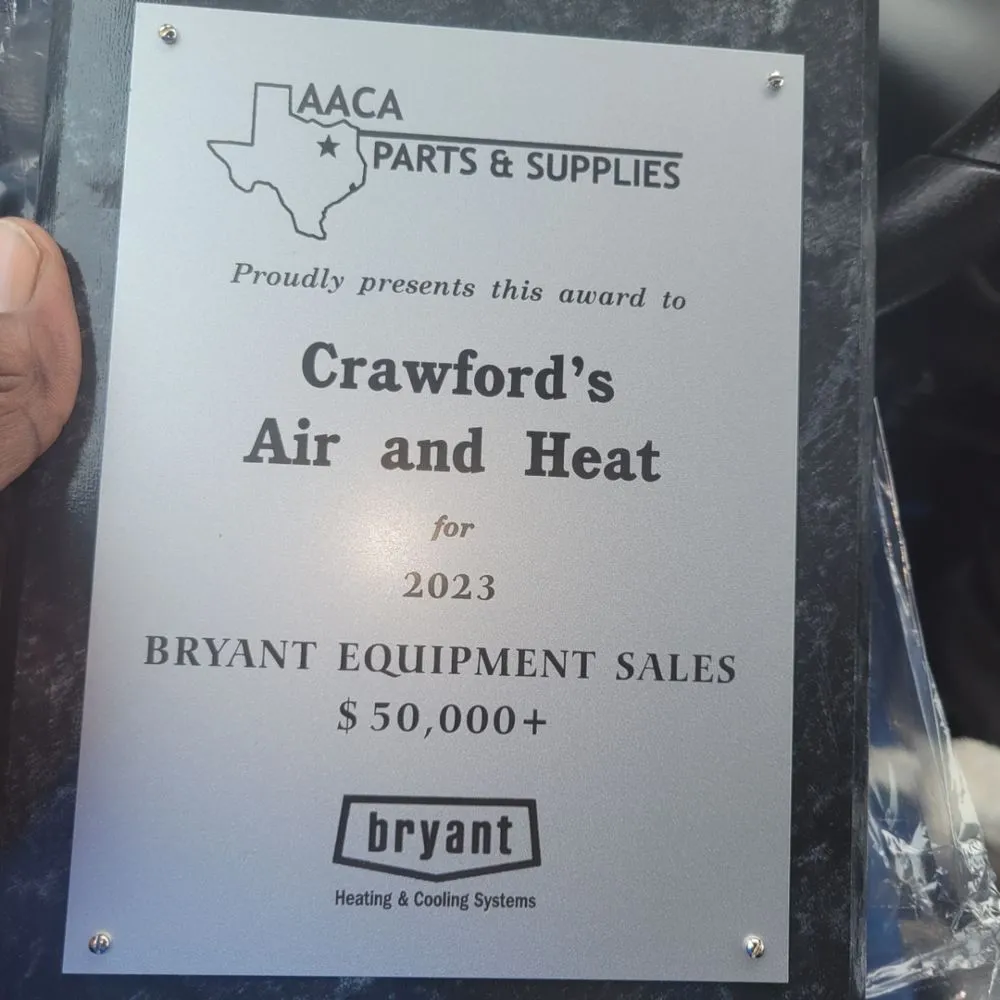 AACA
PARTS & SUPPLIES
Proudly presents this award to
Crawford's
Air and Heat
for
2023
BRYANT EQUIPMENT SALES
$ 50,000+
bryant
Heating & Cooling Systems